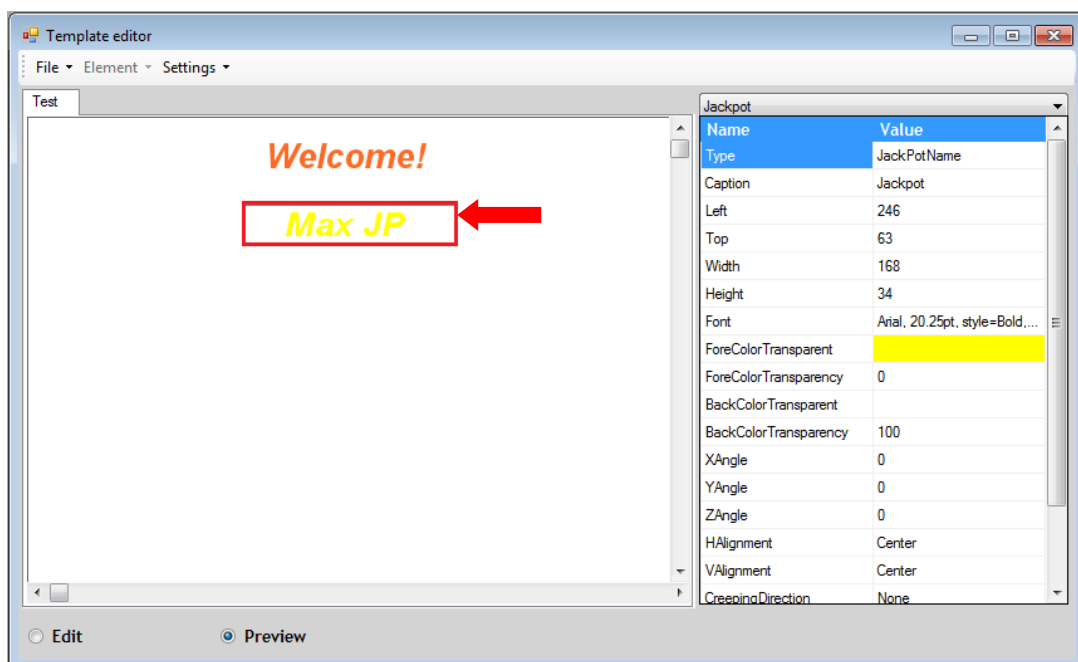 Template editor
File Element Settings
Test
Welcome!
Max JP
Jackpot
Name Value
Type JackPotName
Caption Jackpot
Left 246
Top 63
Width 168
Height 34
Font Arial, 20.25pt, style=Bold,...
ForeColorTransparent
ForeColorTransparency 0
BackColorTransparent
BackColorTransparency 100
XAngle 0
YAngle 0
ZAngle 0
HAlignment Center
VAlignment Center
CreepingDirection None
Edit Preview